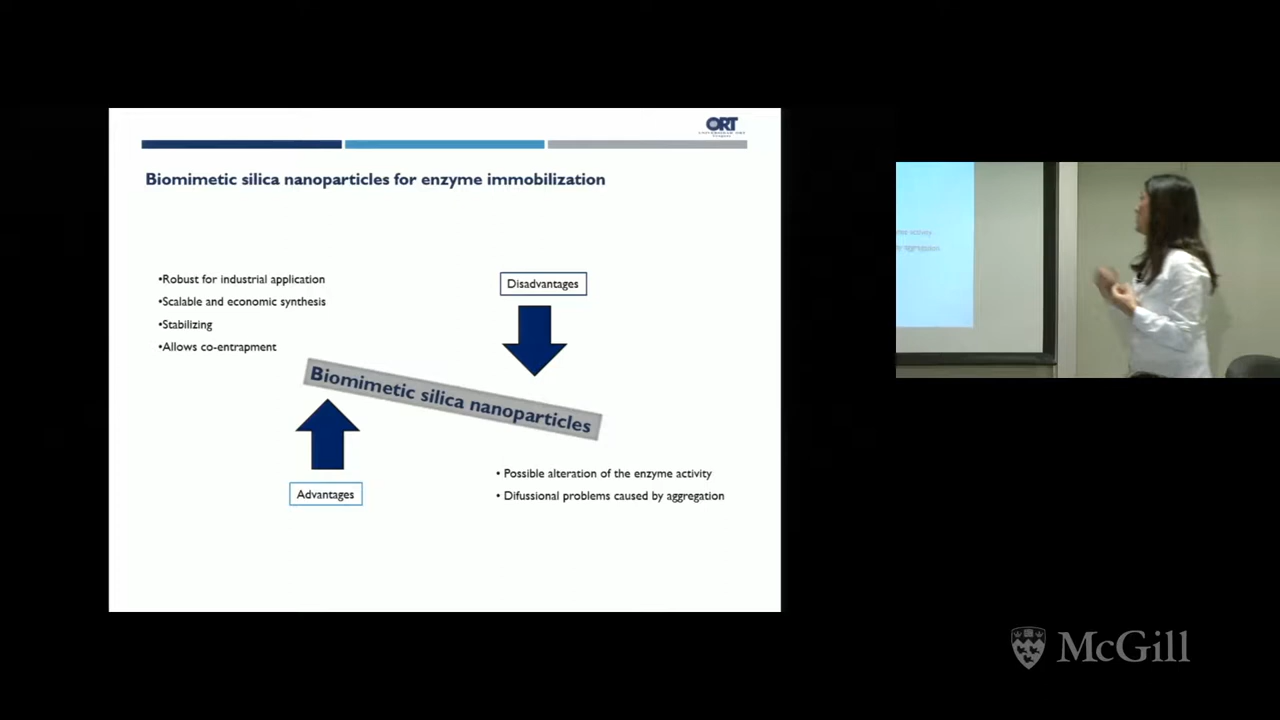 ORT
Biomimetic silica nanoparticles for enzyme immobilization
•Robust for industrial application
•Scalable and economic synthesis
•Stabilizing
•Allows co-entrapment
Disadvantages
Biomimetic silica nanoparticles
Advantages
• Possible alteration of the enzyme activity
• Difussional problems caused by aggregation
McGill